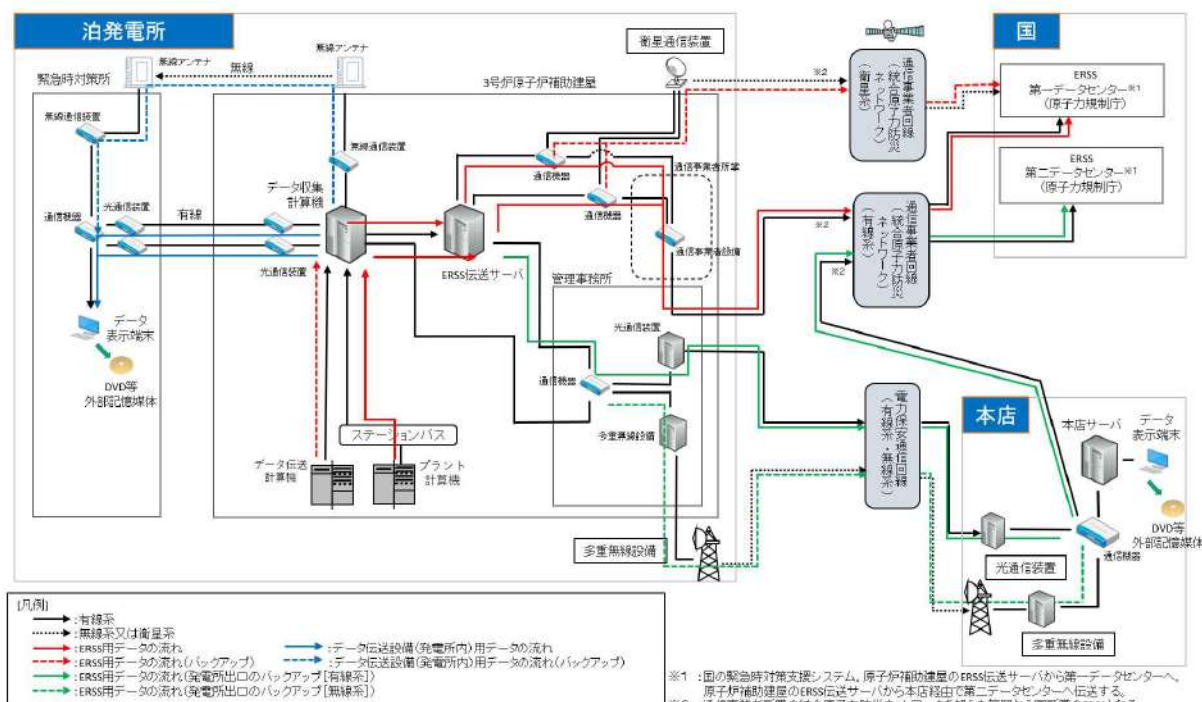 泊発電所
国
本店
衛星通信装置
無線アンテナ
無線アンテナ
無線
緊急時対策所
3号炉原子炉補助建屋
無線通信装置
無線通信装置
データ収集
計算機
通信機器
光通信装置
有線
光通信装置
通信機器
通信機器
通信事業者所掌
通信事業者設備
ERSS伝送サーバ
管理事務所
光通信装置
通信機器
多重無線設備
データ
表示端末
DVD等
外部記憶媒体
ステーションバス
データ伝送
計算機
プラント
計算機
多重無線設備
※2
※2
※2
通信事業者回線
(統合原子力防災
ネットワーク)
(衛星系)
通信事業者回線
(統合原子力防災
ネットワーク)
(有線系)
電力保安通信回線
(有線系・無線系)
ERSS
第一データセンター※1
(原子力規制庁)
ERSS
第二データセンター※1
(原子力規制庁)
本店サーバ
データ
表示端末
DVD等
外部記憶媒体
通信機器
光通信装置
多重無線設備
[凡例]
:有線系
:無線系又は衛星系
:ERSS用データの流れ
:ERSS用データの流れ(バックアップ)
:ERSS用データの流れ(発電所出口のバックアップ[有線系])
:ERSS用データの流れ(発電所出口のバックアップ[無線系])
:データ伝送設備(発電所内)用データの流れ
:データ伝送設備(発電所内)用データの流れ(バックアップ)
※1 :国の緊急時対策支援システム。原子炉補助建屋のERSS伝送サーバから第一データセンターへ、
原子炉補助建屋のERSS伝送サーバから本店経由で第二データセンターへ伝送する。